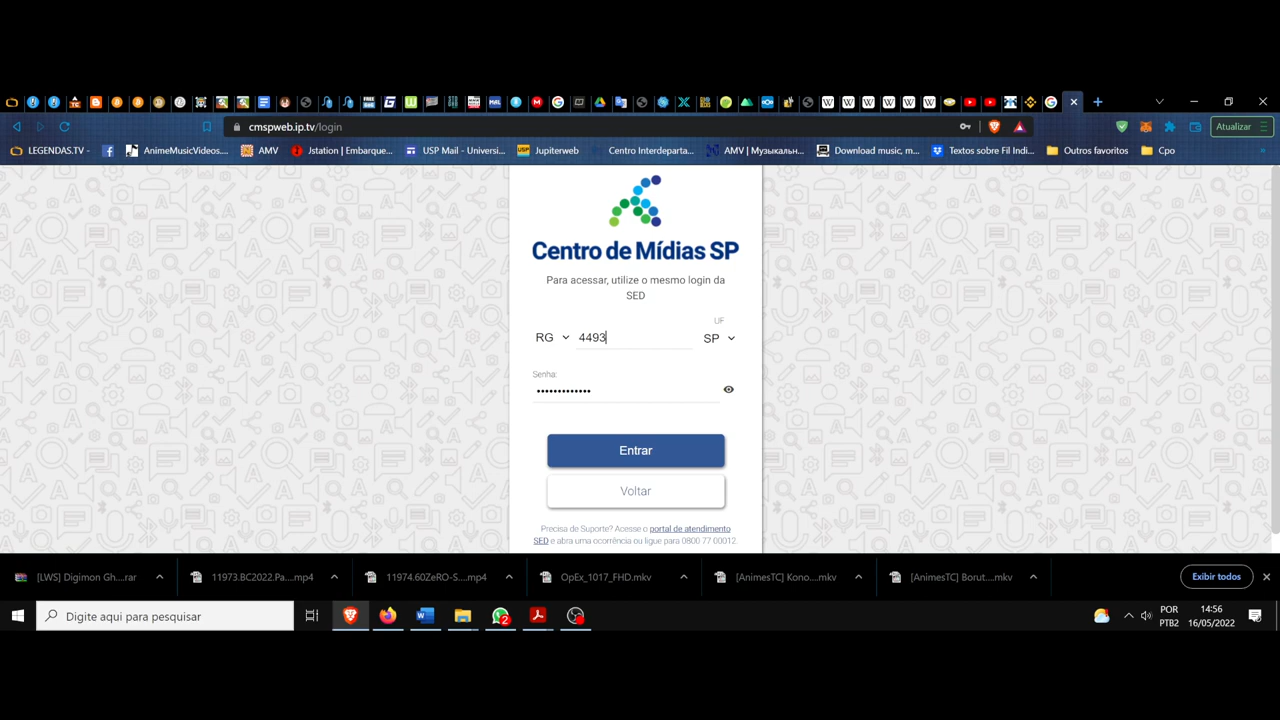 cmspweb.ip.tv/login
Atualizar
LEGENDAS.TV -
AnimeMusicVideos...
AMV
Jstation | Embarque...
USP Mail - Universi...
Jupiterweb
Centro Interdeparta...
AMV | Музыкальн...
Download music, m...
Textos sobre Fil Indi...
Outros favoritos
Cpo
Centro de Mídias SP
Para acessar, utilize o mesmo login da
SED
UF
RG 4493 SP
Senha:
•••••••••••••
Entrar
Voltar
Precisa de Suporte? Acesse o portal de atendimento
SED e abra uma ocorrência ou ligue para 0800 77 00012.
[LWS] Digimon Gh....rar
11973.BC2022.Pa....mp4
11974.60ZeRO-S....mp4
OpEx_1017_FHD.mkv
[AnimesTC] Kono....mkv
[AnimesTC] Borut....mkv
Exibir todos
Digite aqui para pesquisar
2
POR
PTB2
14:56
16/05/2022